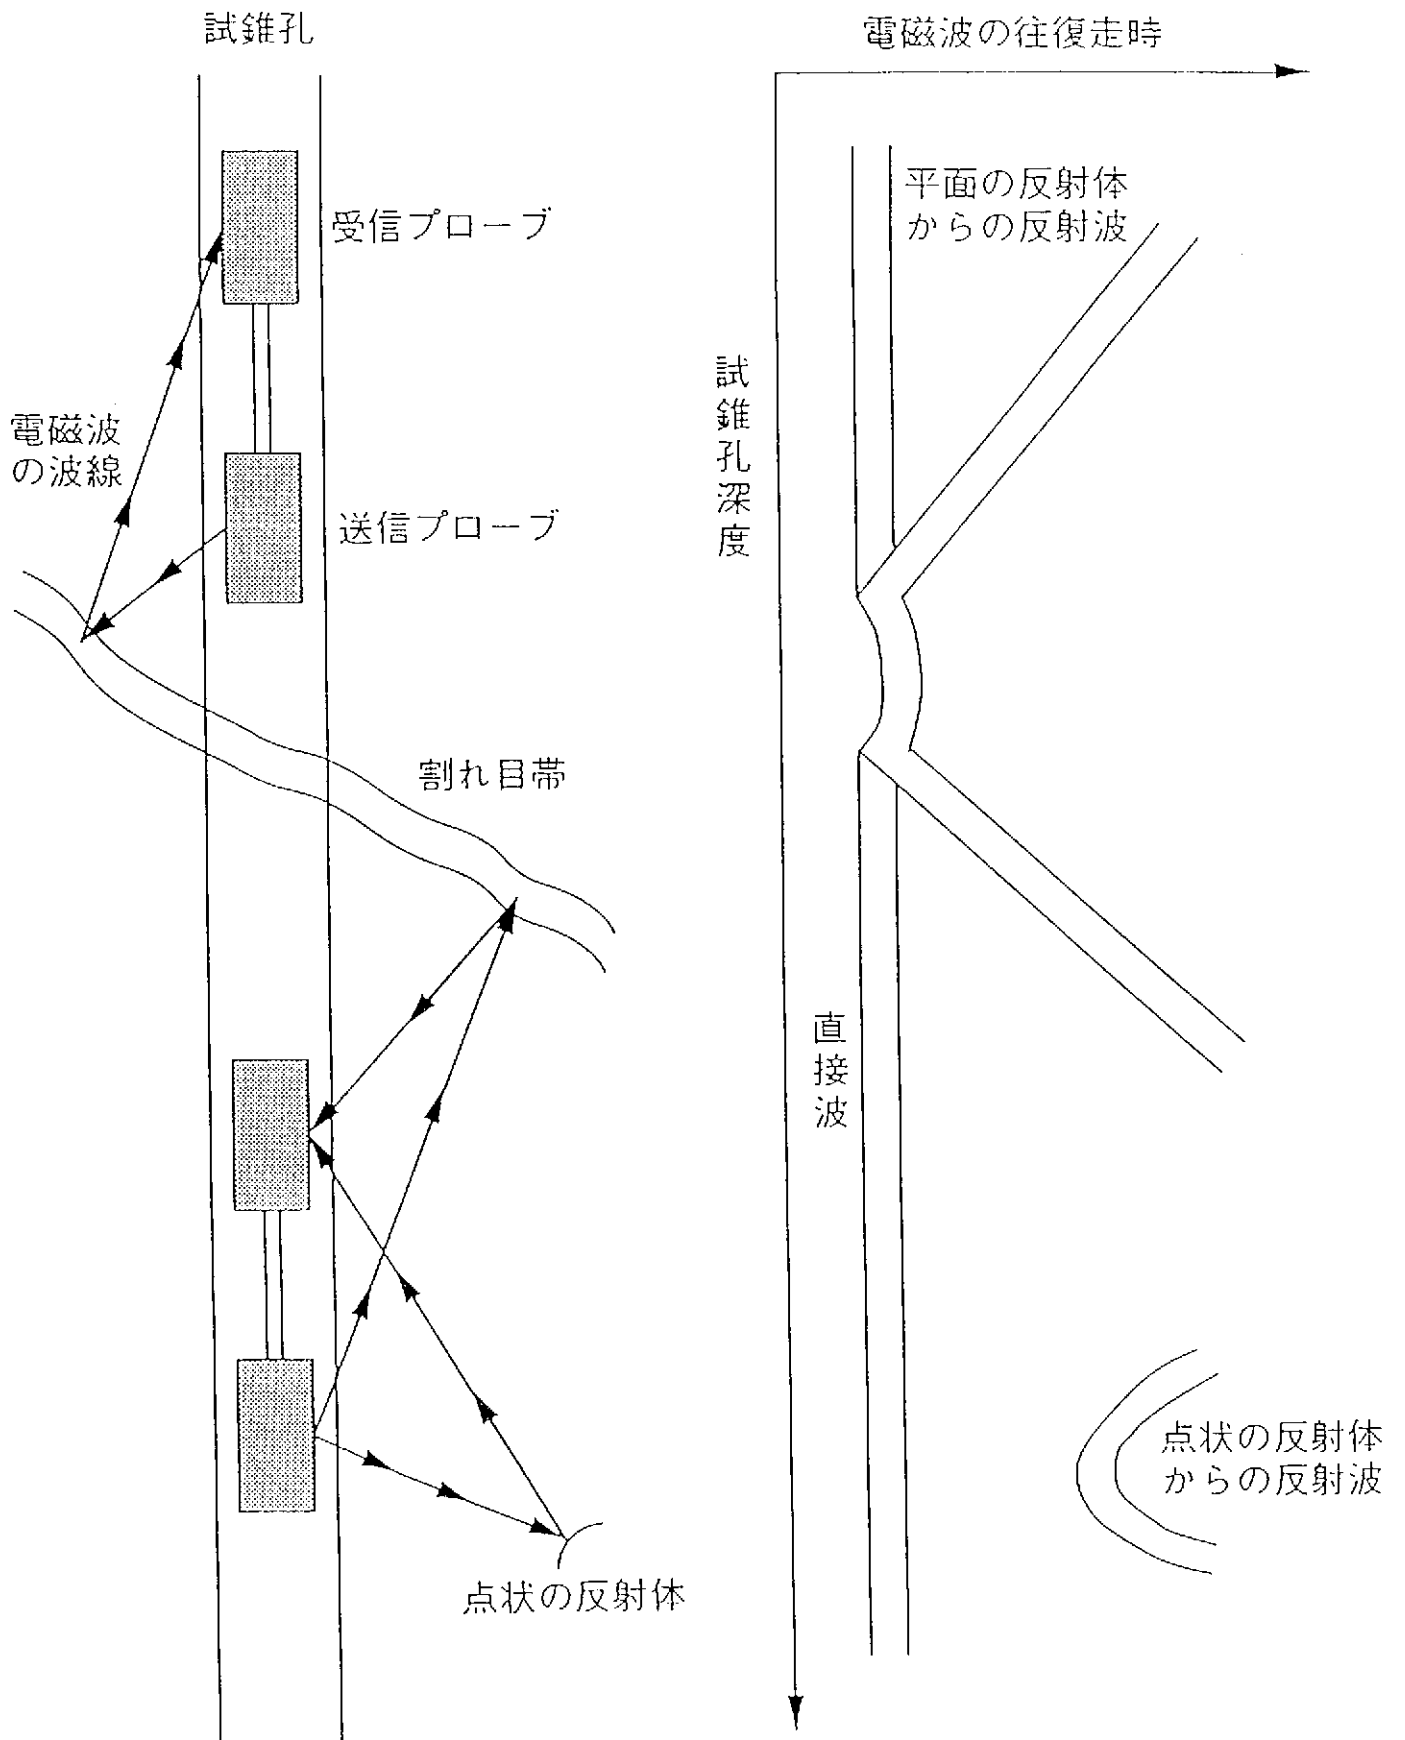 試錐孔
受信プローブ
電磁波
の波線
送信プローブ
割れ目帯
点状の反射体
電磁波の往復走時
平面の反射体
からの反射波
試錐孔深度
直接波
点状の反射体
からの反射波